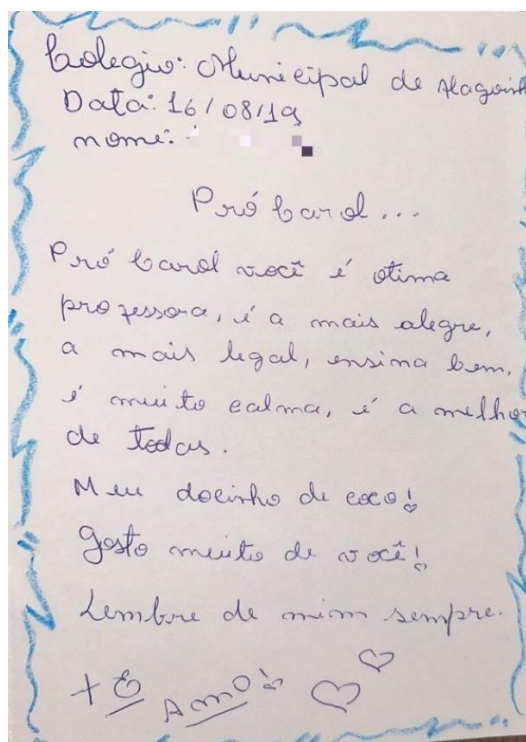 Colegio: Municipal de Alagoinh
Data: 16/08/19
nome:
Pró Carol...
Pró Carol você é otima
professora, é a mais alegre,
a mais legal, ensina bem,
é muito calma, é a melhor
de todas.
Meu docinho de coco!
Gosto muito de você!
Lembre de mim sempre.
+ E AmO